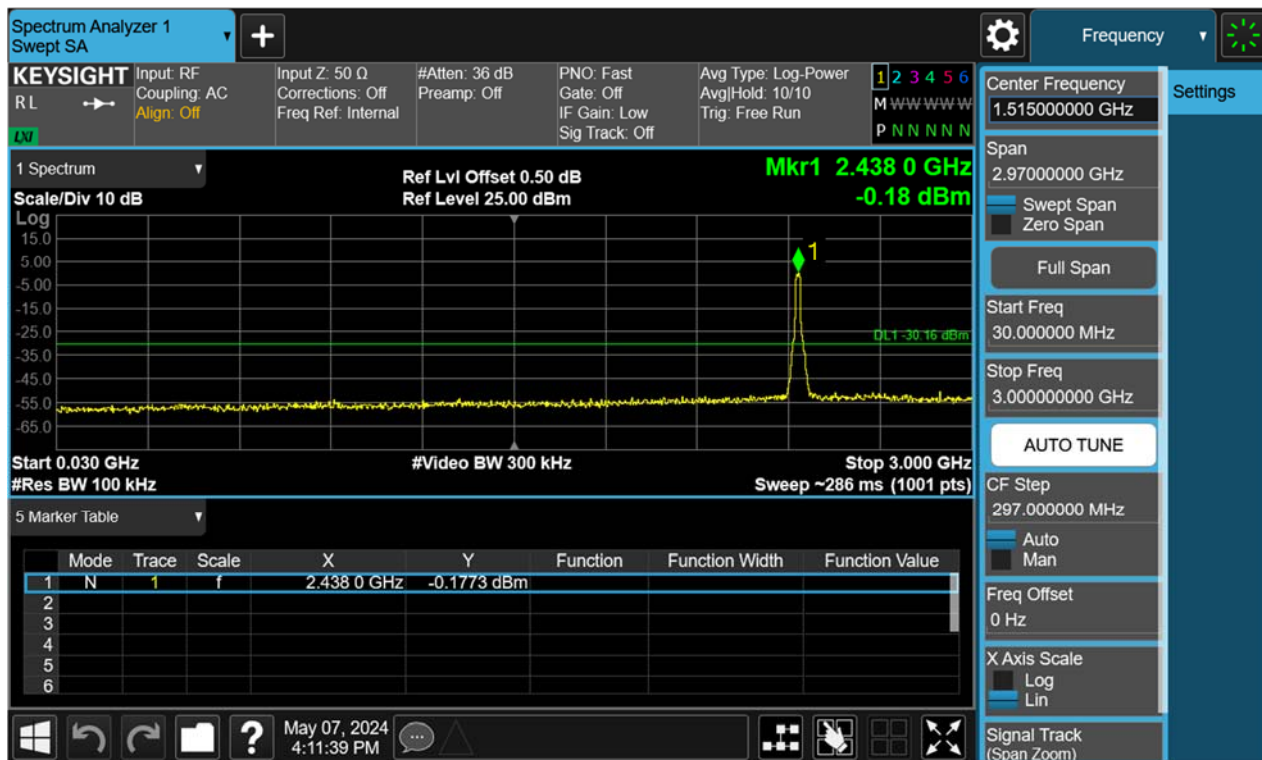 Spectrum Analyzer 1
Swept SA
+
Frequency
KEYSIGHT
R L
LXI
Input: RF
Coupling: AC
Align: Off
Input Z: 50 Ω
Corrections: Off
Freq Ref: Internal
#Atten: 36 dB
Preamp: Off
PNO: Fast
Gate: Off
IF Gain: Low
Sig Track: Off
Avg Type: Log-Power
Avg|Hold: 10/10
Trig: Free Run
1 2 3 4 5 6
M W W W W W
P N N N N N
1 Spectrum
Scale/Div 10 dB
Ref Lvl Offset 0.50 dB
Ref Level 25.00 dBm
Mkr1 2.438 0 GHz
-0.18 dBm
Log
15.0
5.00
-5.00
-15.0
-25.0
-35.0
-45.0
-55.0
-65.0
1
DL1 -30.16 dBm
Start 0.030 GHz
#Video BW 300 kHz
Stop 3.000 GHz
#Res BW 100 kHz
Sweep ~286 ms (1001 pts)
5 Marker Table
Mode Trace Scale X Y Function Function Width Function Value
1 N 1 f 2.438 0 GHz -0.1773 dBm
2
3
4
5
6
?
May 07, 2024
4:11:39 PM
Center Frequency
1.515000000 GHz
Settings
Span
2.97000000 GHz
Swept Span
Zero Span
Full Span
Start Freq
30.000000 MHz
Stop Freq
3.000000000 GHz
AUTO TUNE
CF Step
297.000000 MHz
Auto
Man
Freq Offset
0 Hz
X Axis Scale
Log
Lin
Signal Track
(Span Zoom)